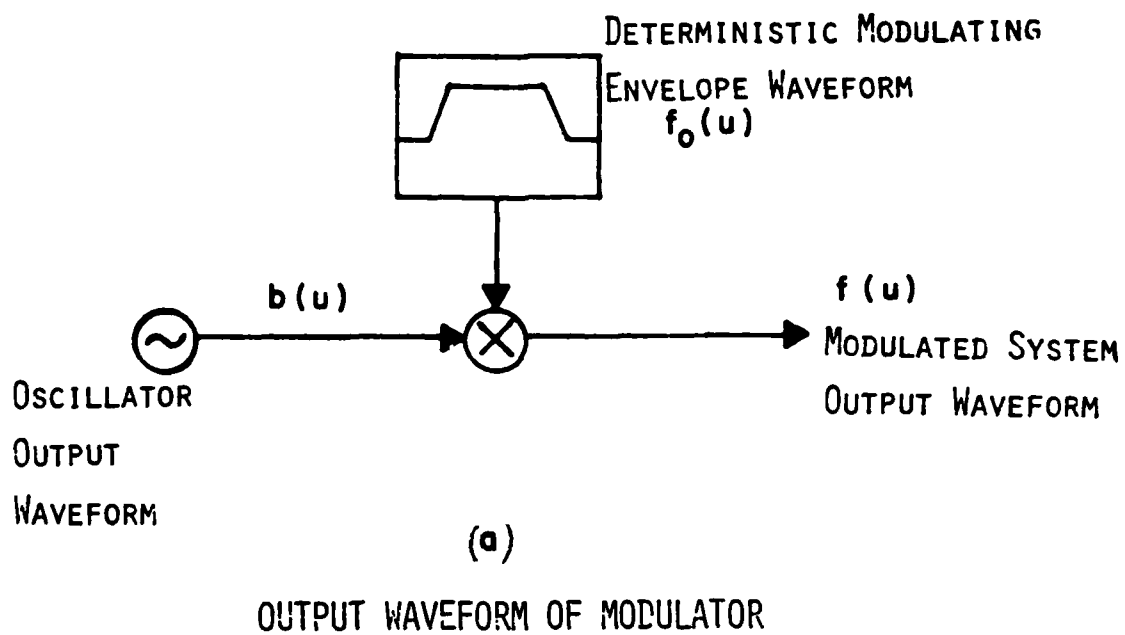 DETERMINISTIC MODULATING
ENVELOPE WAVEFORM
f₀(u)
b(u)
f(u)
MODULATED SYSTEM
OUTPUT WAVEFORM
OSCILLATOR
OUTPUT
WAVEFORM
(a)
OUTPUT WAVEFORM OF MODULATOR